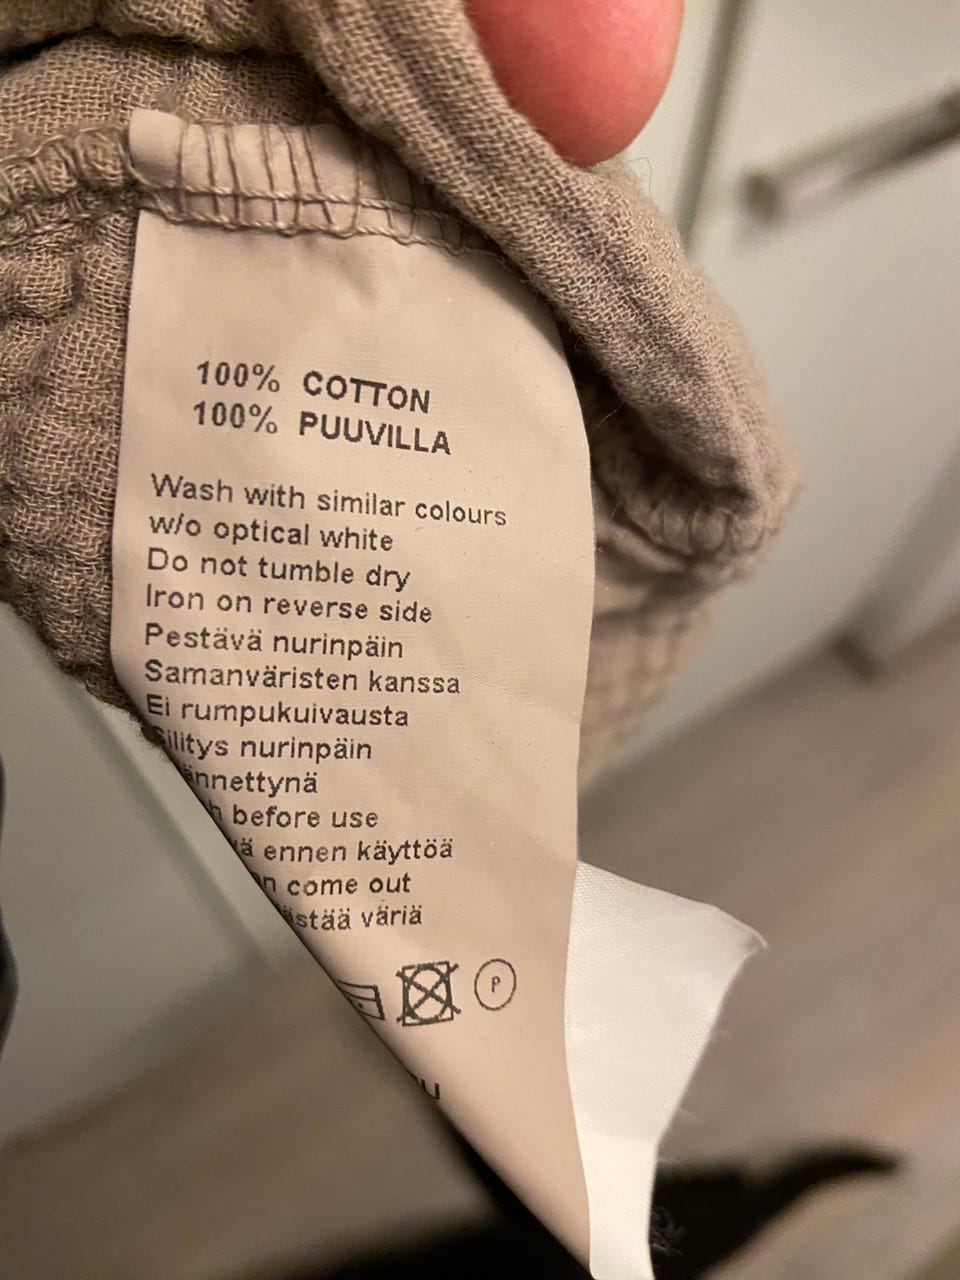 100% COTTON
100% PUUVILLA
Wash with similar colours
w/o optical white
Do not tumble dry
Iron on reverse side
Pestävä nurinpäin
Samanväristen kanssa
Ei rumpukuivausta
Silitys nurinpäin
before use
ennen käyttöä
come out
väriä
P